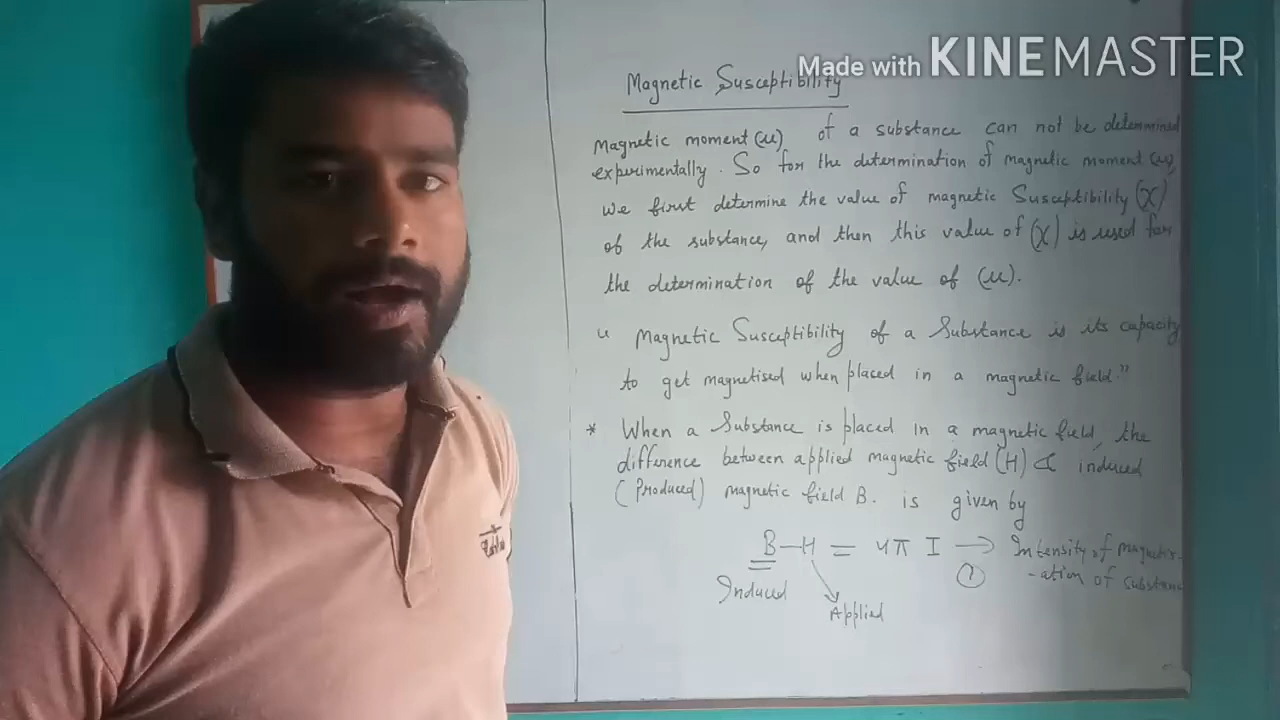 Made with KINEMASTER
Magnetic Susceptibility
Magnetic moment (u) of a substance can not be determined
experimentally. So for the determination of magnetic moment (u),
we first determine the value of magnetic Susceptibility (X)
of the substance, and then this value of (X) is used for
the determination of the value of (u).
" Magnetic Susceptibility of a Substance is its capacity
to get magnetised when placed in a magnetic field."
* When a Substance is placed in a magnetic field, the
difference between applied magnetic field (H) & induced
(Produced) magnetic field B. is given by
B-H = 4π I → Intensity of magnetis-
Induced ① -ation of substance
Applied